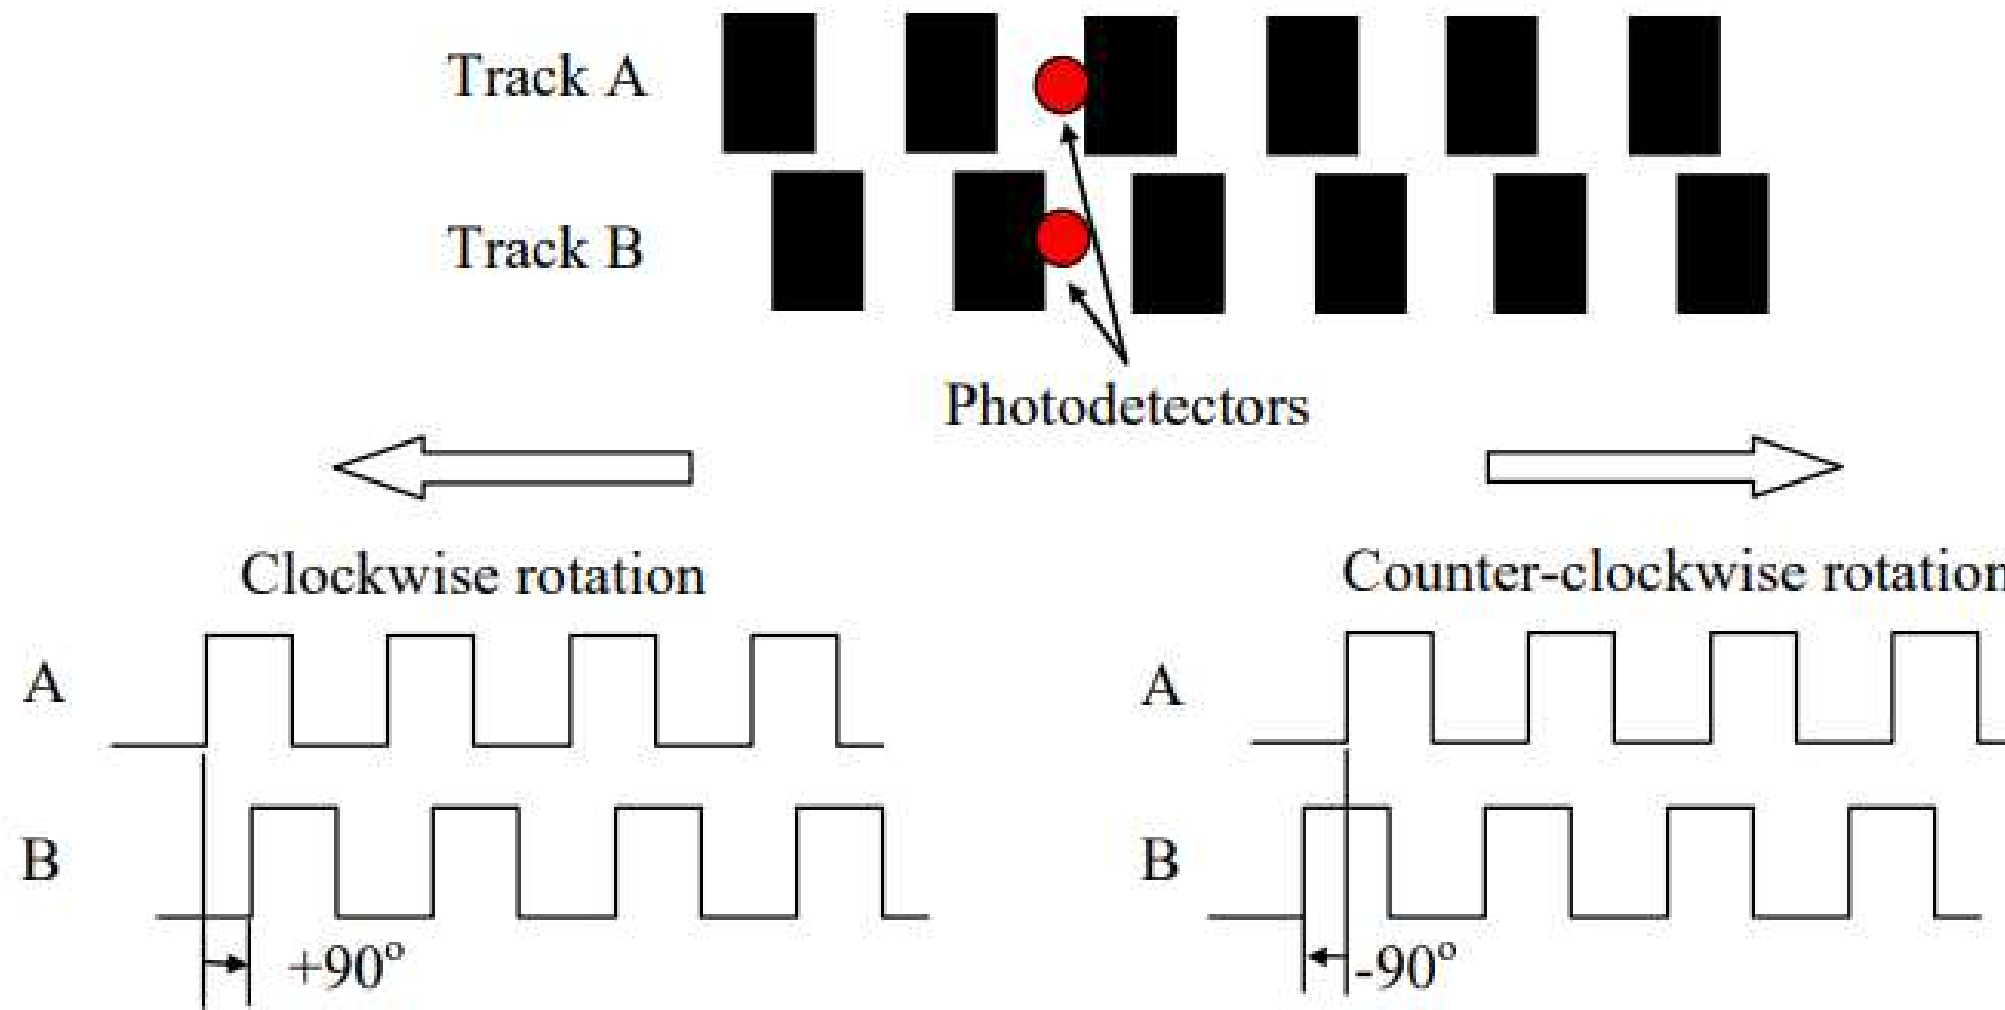 Track A
Track B
Photodetectors
Clockwise rotation
Counter-clockwise rotation
A
A
B
B
+90°
-90°